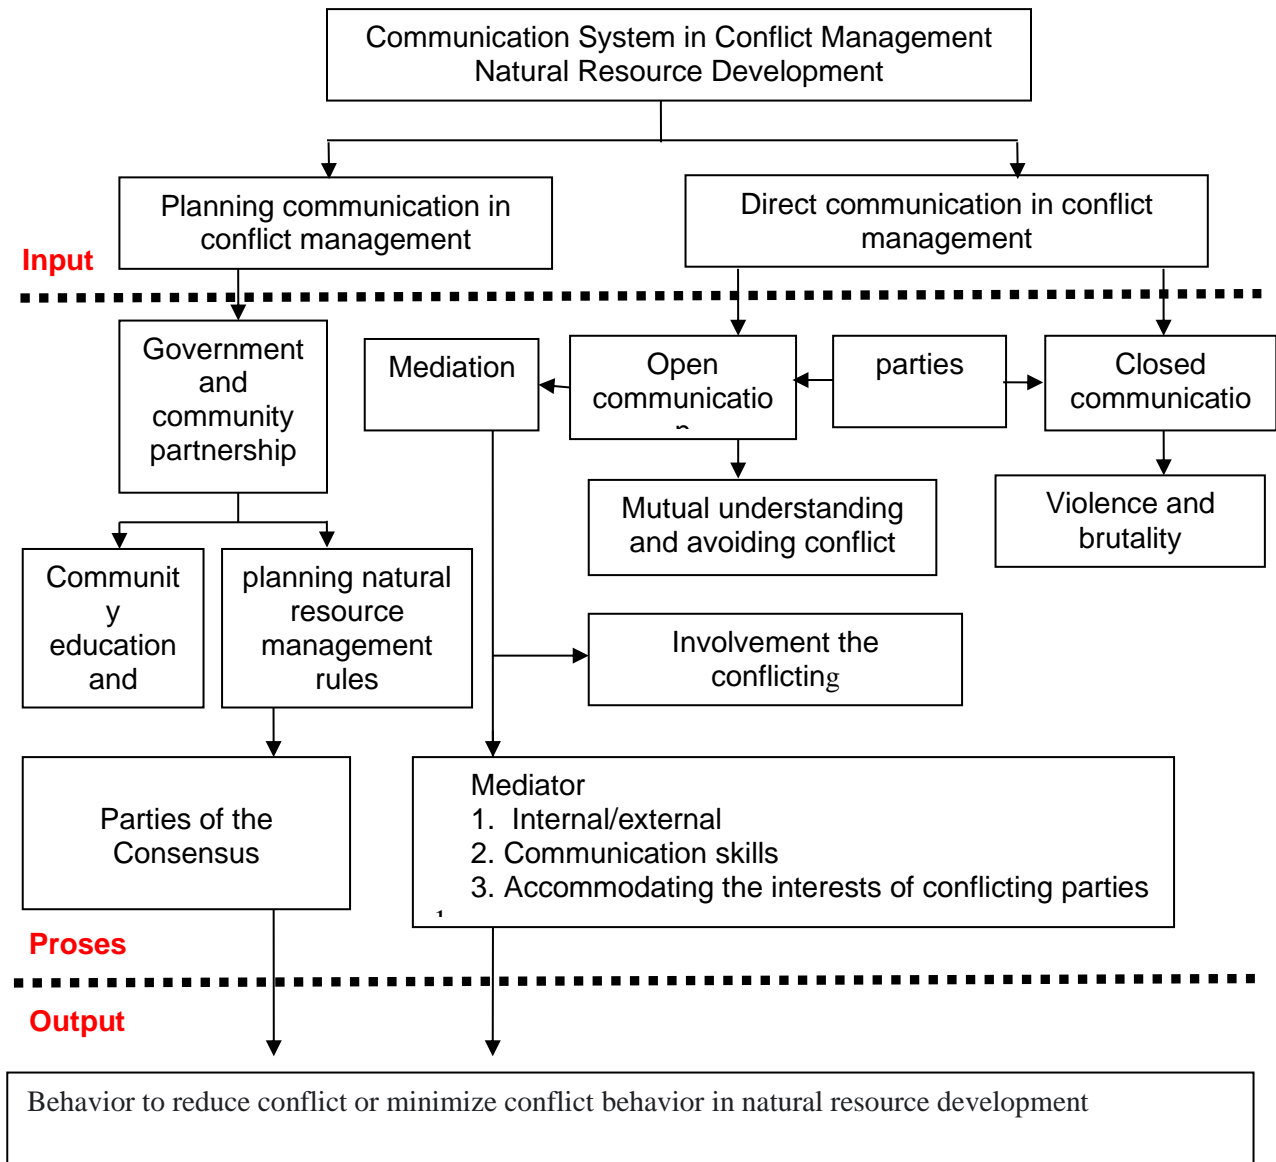 Communication System in Conflict Management
Natural Resource Development
Planning communication in
conflict management
Direct communication in conflict
management
Input
Government
and
community
partnership
Mediation
Open
communicatio
n
parties
Closed
communicatio
Mutual understanding
and avoiding conflict
Violence and
brutality
Communit
y
education
and
planning natural
resource
management
rules
Involvement the
conflicting
Parties of the
Consensus
Mediator
1. Internal/external
2. Communication skills
3. Accommodating the interests of conflicting parties
Proses
Output
Behavior to reduce conflict or minimize conflict behavior in natural resource development